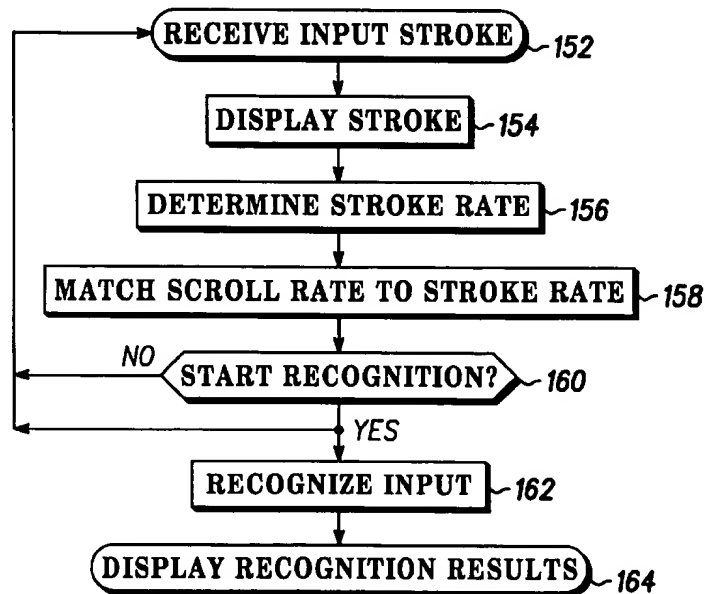 RECEIVE INPUT STROKE 152
DISPLAY STROKE 154
DETERMINE STROKE RATE 156
MATCH SCROLL RATE TO STROKE RATE 158
NO START RECOGNITION? 160
YES
RECOGNIZE INPUT 162
DISPLAY RECOGNITION RESULTS 164